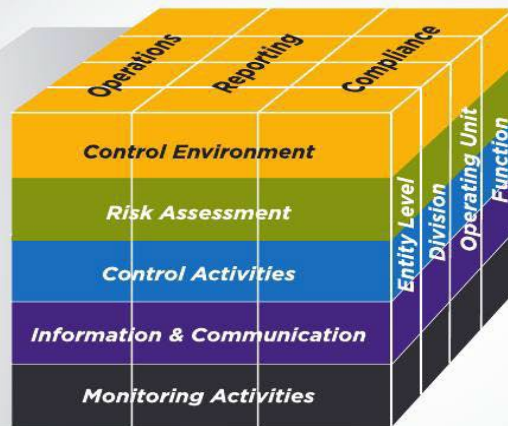 Operations
Reporting
Compliance
Control Environment
Risk Assessment
Control Activities
Information & Communication
Monitoring Activities
Entity Level
Division
Operating Unit
Function